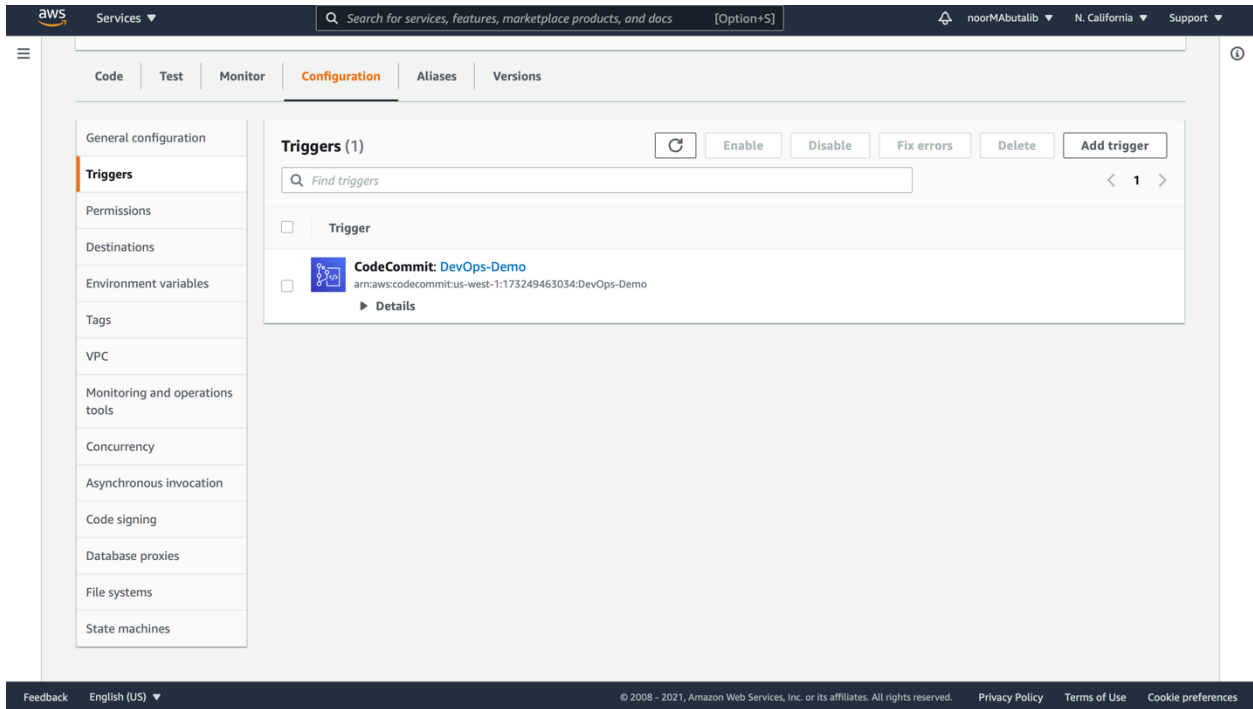 aws Services ▼ Search for services, features, marketplace products, and docs [Option+S] noorMAbutalib ▼ N. California ▼ Support ▼
Code Test Monitor Configuration Aliases Versions
General configuration
Triggers
Permissions
Destinations
Environment variables
Tags
VPC
Monitoring and operations
tools
Concurrency
Asynchronous invocation
Code signing
Database proxies
File systems
State machines
Triggers (1) Enable Disable Fix errors Delete Add trigger
Find triggers < 1 >
Trigger
CodeCommit: DevOps-Demo
arn:aws:codecommit:us-west-1:173249463034:DevOps-Demo
▶ Details
Feedback English (US) ▼ © 2008 - 2021, Amazon Web Services, Inc. or its affiliates. All rights reserved. Privacy Policy Terms of Use Cookie preferences